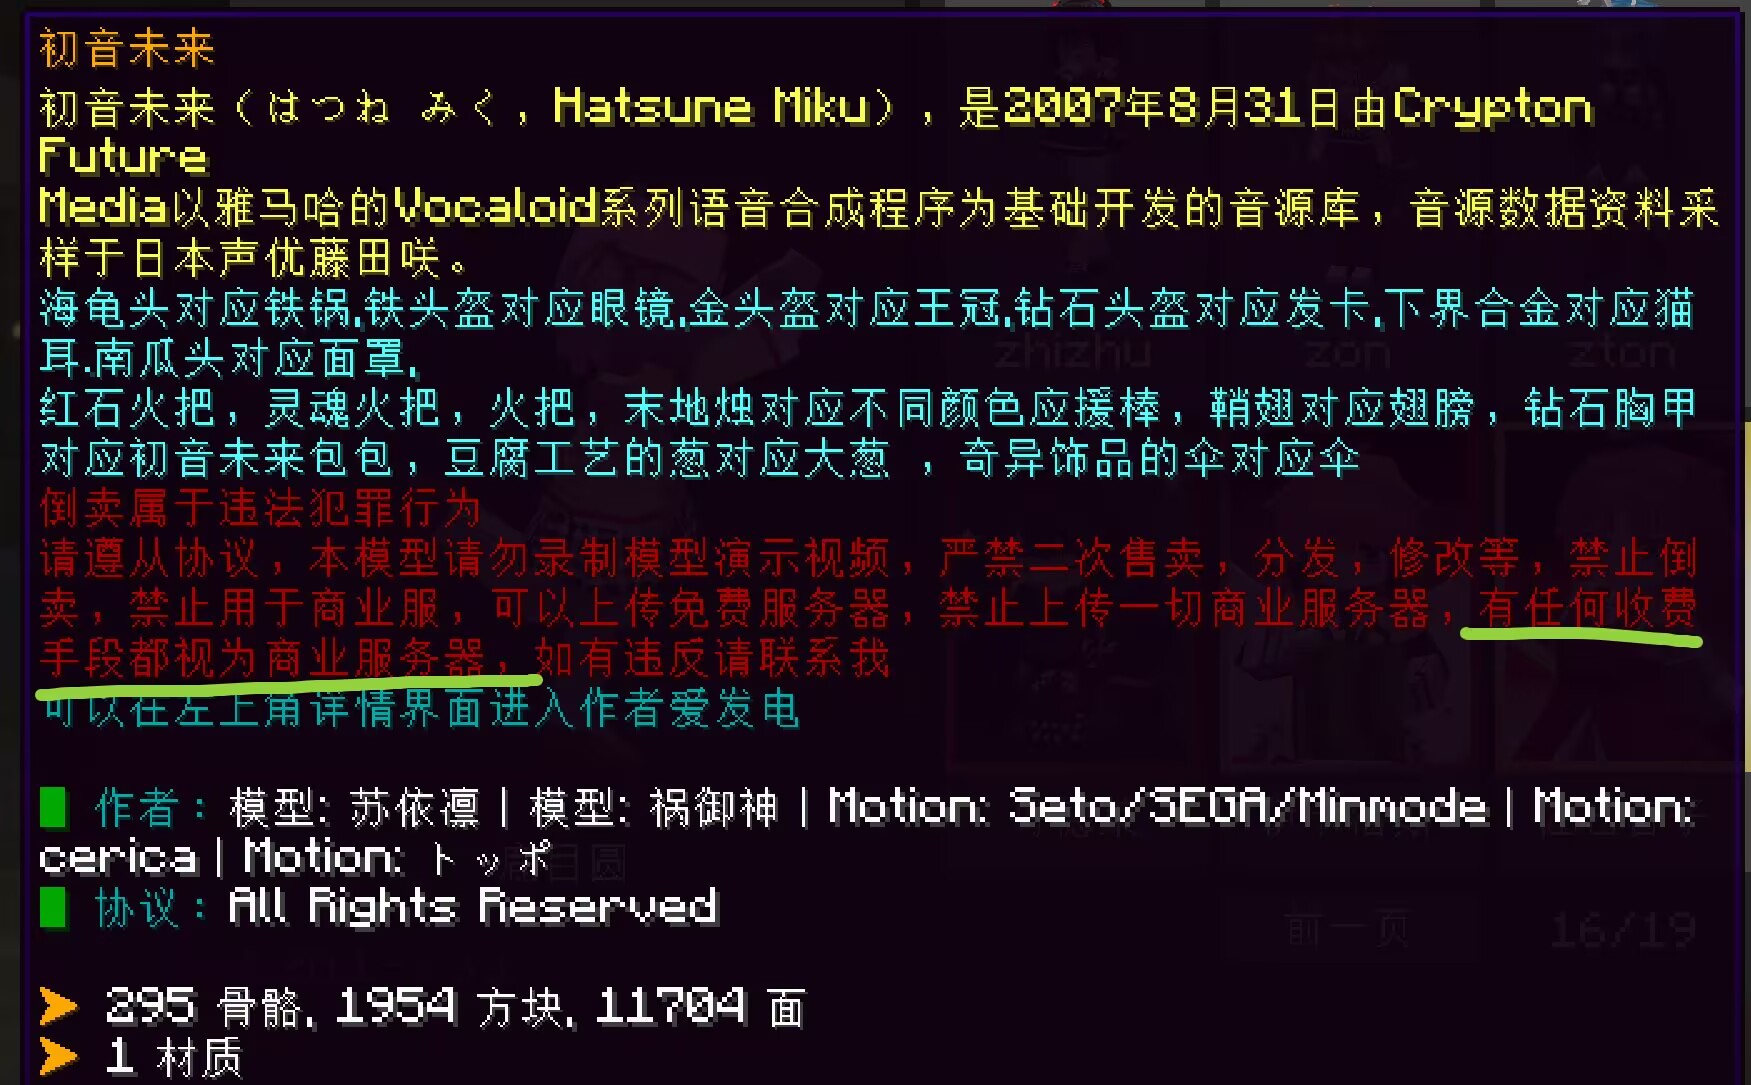 初音未来
初音未来（はつね みく，Hatsune Miku），是2007年8月31日由Crypton
Future
Media以雅马哈的Vocaloid系列语音合成程序为基础开发的音源库，音源数据资料采
样于日本声优藤田咲。
海龟头对应铁锅,铁头盔对应眼镜,金头盔对应王冠,钻石头盔对应发卡,下界合金对应猫
耳.南瓜头对应面罩,
红石火把，灵魂火把，火把，末地烛对应不同颜色应援棒，鞘翅对应翅膀，钻石胸甲
对应初音未来包包，豆腐工艺的葱对应大葱 ，奇异饰品的伞对应伞
倒卖属于违法犯罪行为
请遵从协议，本模型请勿录制模型演示视频，严禁二次售卖，分发，修改等，禁止倒
卖，禁止用于商业服，可以上传免费服务器，禁止上传一切商业服务器，有任何收费
手段都视为商业服务器，如有违反请联系我
可以在左上角详情界面进入作者爱发电
作者：模型: 苏依凛 | 模型: 祸御神 | Motion: Seto/SEGA/Minmode | Motion:
cerica | Motion: トッポ
协议：All Rights Reserved
295 骨骼, 1954 方块, 11704 面
1 材质
zhizhu
zon
zton
前一页
16/19